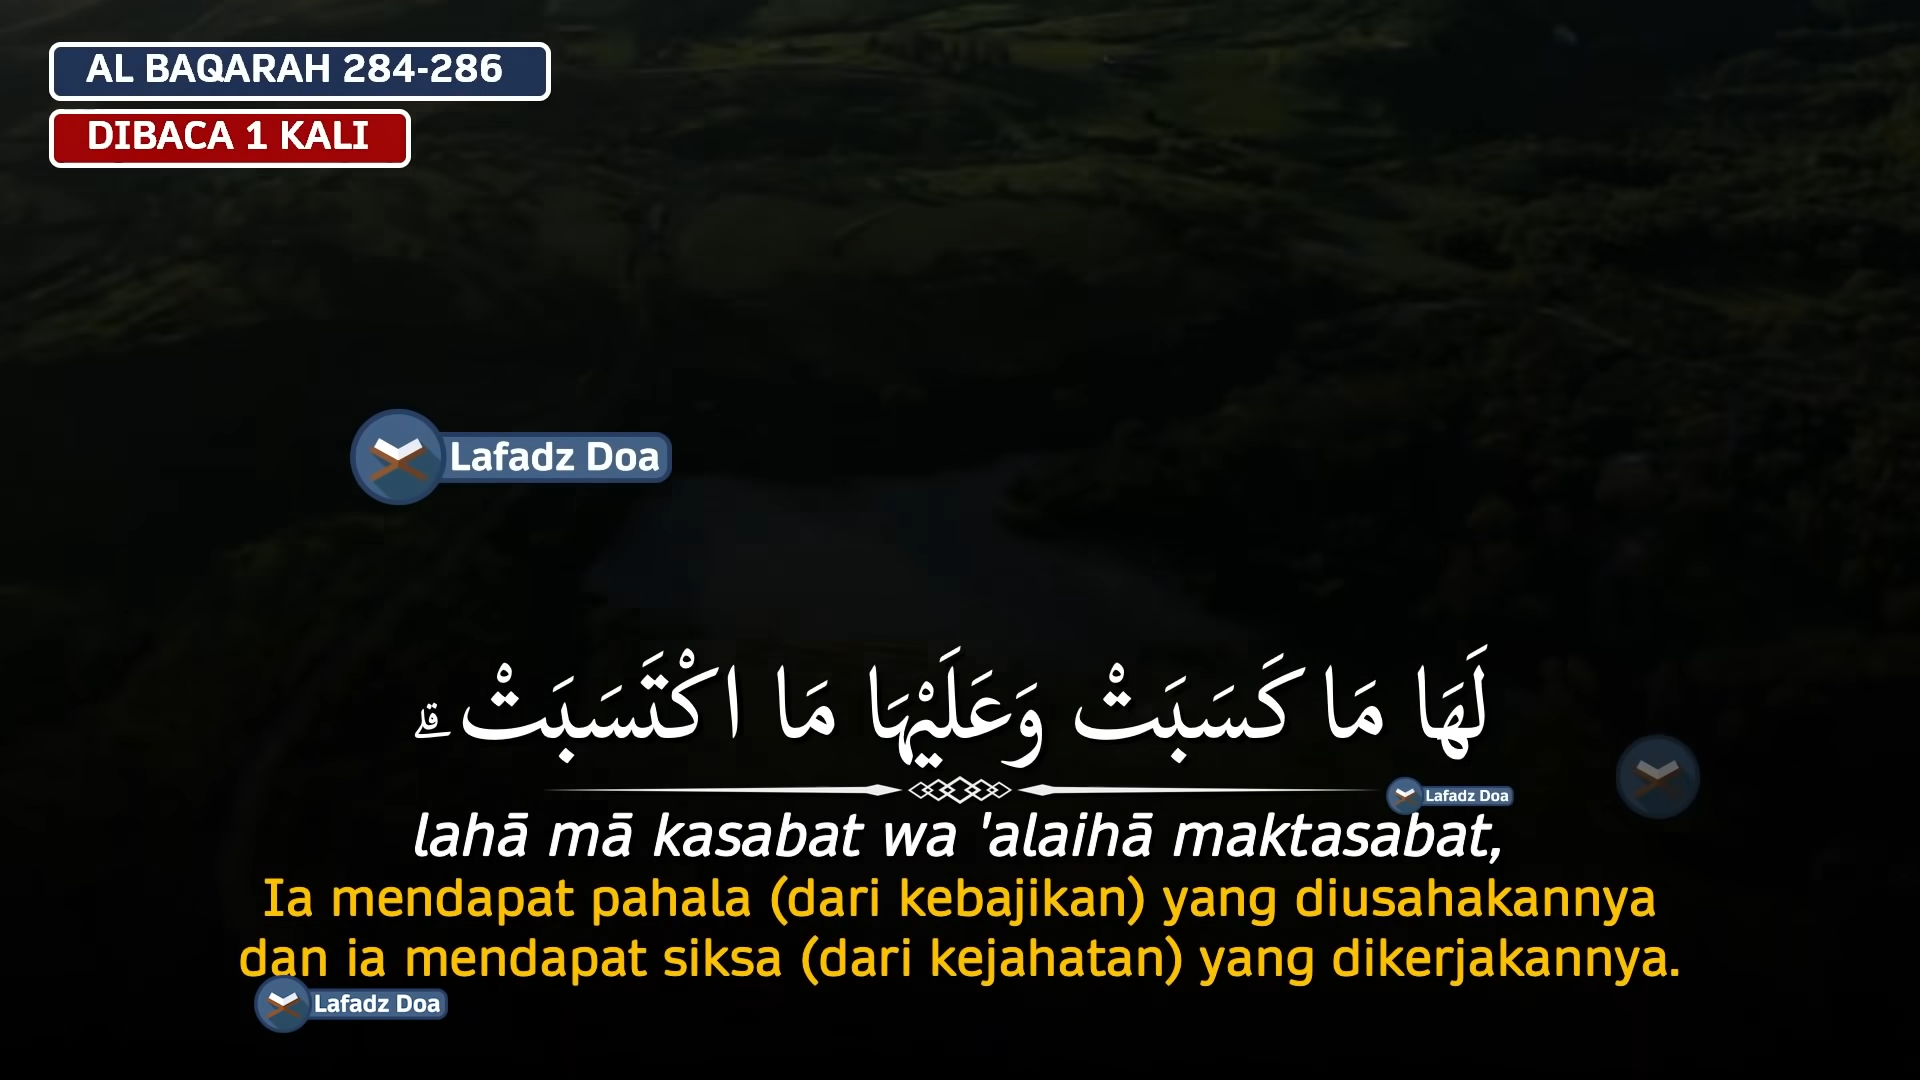 AL BAQARAH 284-286
DIBACA 1 KALI
Lafadz Doa
لَهَا مَا كَسَبَتْ وَعَلَيْهَا مَا اكْتَسَبَتْ ۗ
Lafadz Doa
lahā mā kasabat wa 'alaihā maktasabat,
Ia mendapat pahala (dari kebajikan) yang diusahakannya
dan ia mendapat siksa (dari kejahatan) yang dikerjakannya.
Lafadz Doa